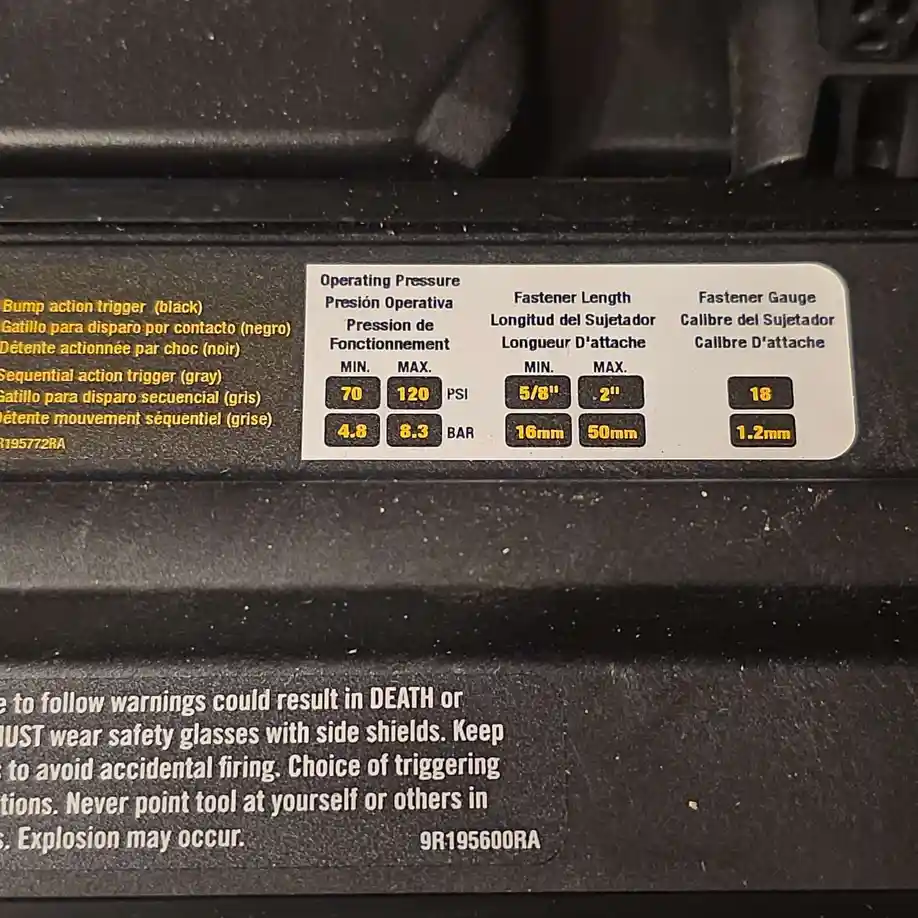 Bump action trigger (black)
Gatillo para disparo por contacto (negro)
Détente actionnée par choc (noir)
Sequential action trigger (gray)
Gatillo para disparo secuencial (gris)
Détente mouvement séquentiel (grise)
R195772RA
Operating Pressure
Presión Operativa
Pression de
Fonctionnement
MIN. MAX.
70 120 PSI
4.8 8.3 BAR
Fastener Length
Longitud del Sujetador
Longueur D'attache
MIN. MAX.
5/8" 2"
16mm 50mm
Fastener Gauge
Calibre del Sujetador
Calibre D'attache
18
1.2mm
e to follow warnings could result in DEATH or
UST wear safety glasses with side shields. Keep
to avoid accidental firing. Choice of triggering
tions. Never point tool at yourself or others in
s. Explosion may occur. 9R195600RA